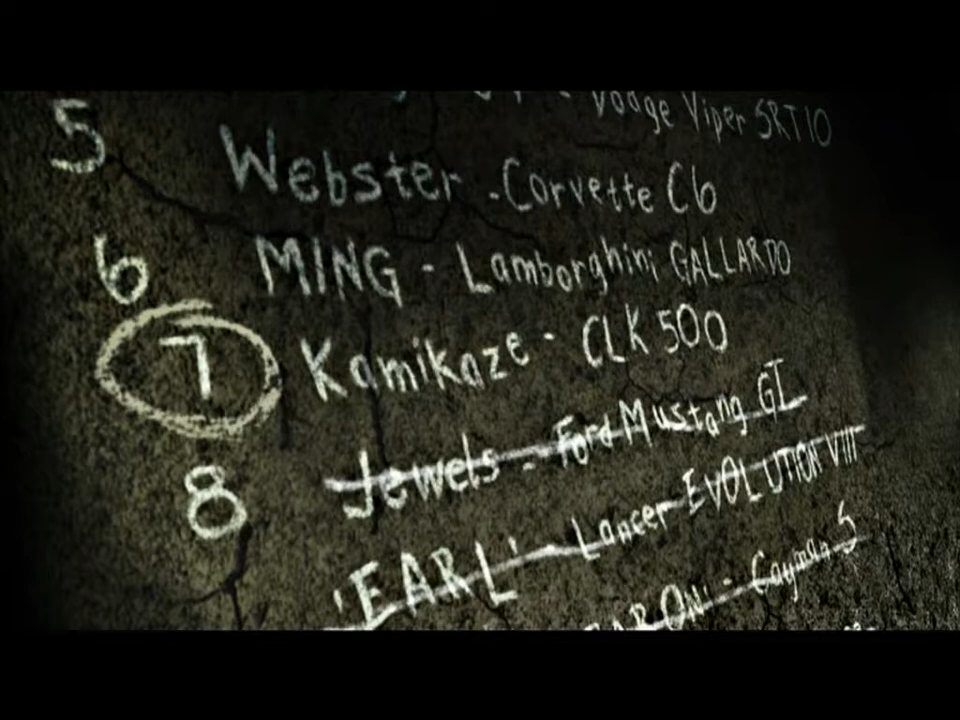 Viper SRT10
5 Webster - Corvette C6
6 MING - Lamborghini GALLARDO
7 Kamikaze - CLK 500
8 Jewels - Ford Mustang GT
'EARL' - Lancer EVOLUTION VIII
Cayman S